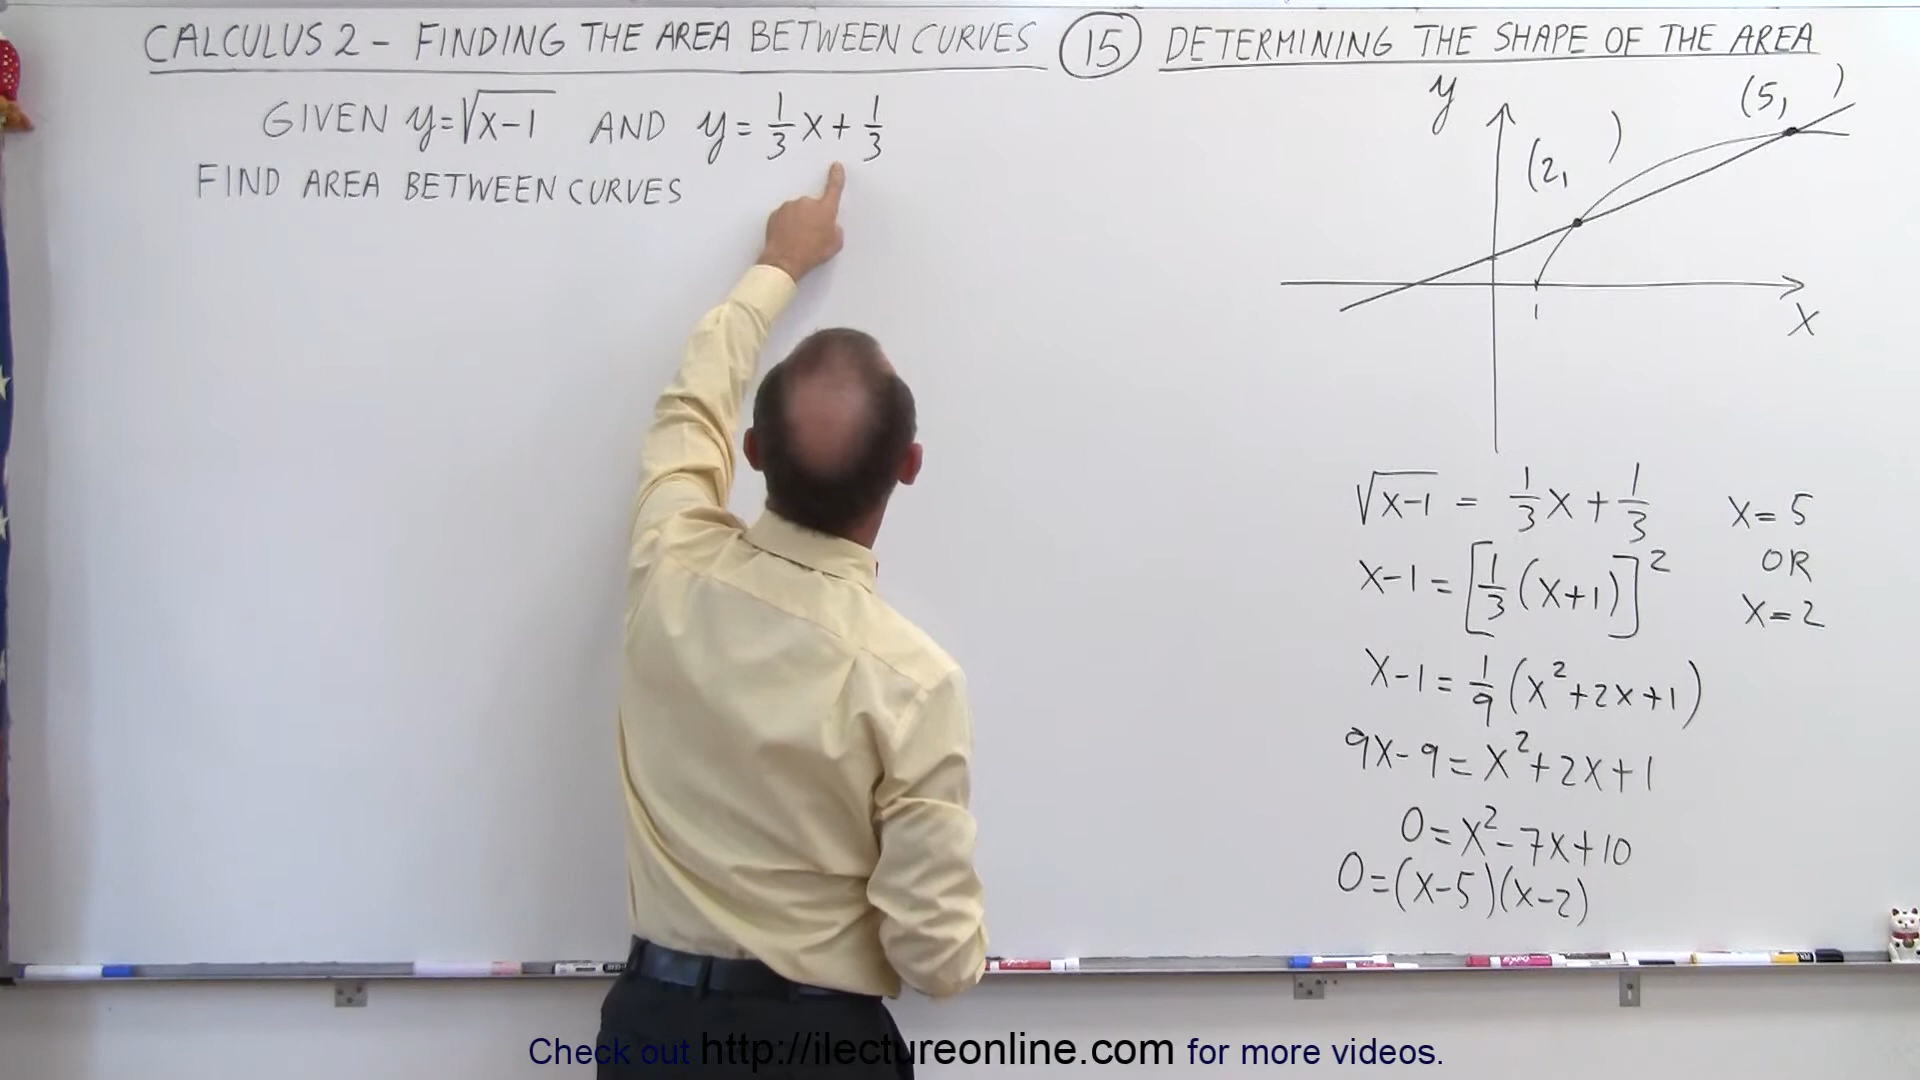 CALCULUS 2 - FINDING THE AREA BETWEEN CURVES (15) DETERMINING THE SHAPE OF THE AREA
GIVEN y=√(x-1) AND y= 1/3 x + 1/3
FIND AREA BETWEEN CURVES
y
(5, )
(2, )
1
X
√(x-1) = 1/3 x + 1/3
x-1 = [1/3 (x+1)]²
x-1 = 1/9 (x²+2x+1)
9x-9 = x²+2x+1
0 = x²-7x+10
0 = (x-5)(x-2)
x = 5
OR
x = 2
Check out http://ilectureonline.com for more videos.